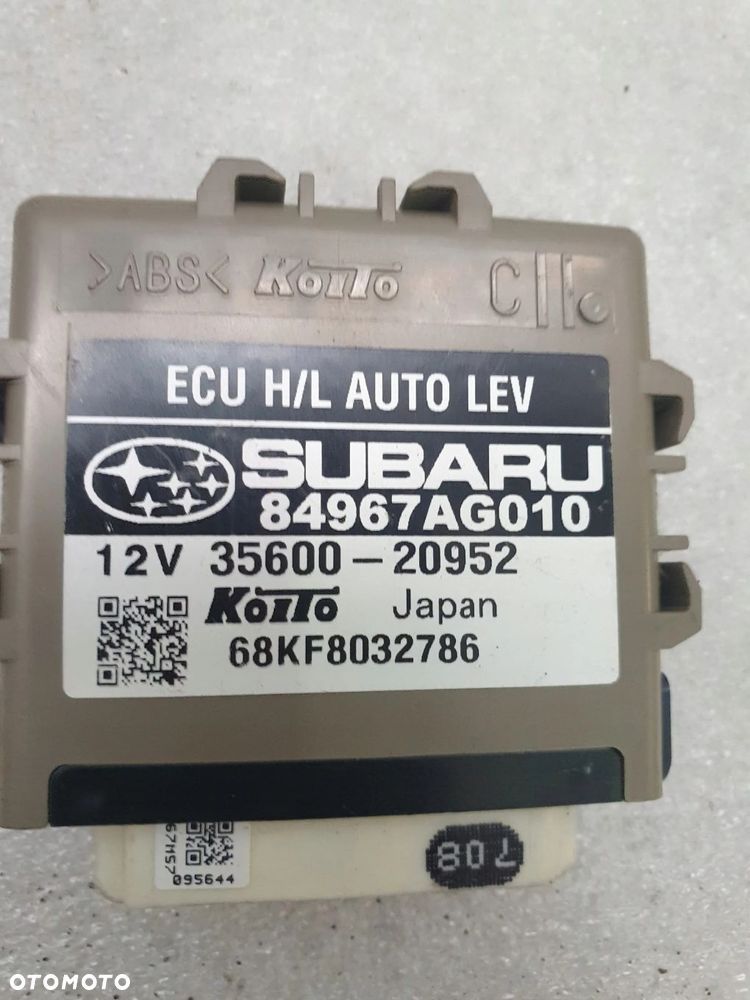 >ABS< KOITO C
ECU H/L AUTO LEV
SUBARU
84967AG010
12V 35600-20952
KOITO Japan
68KF8032786
095644
708
OTOMOTO